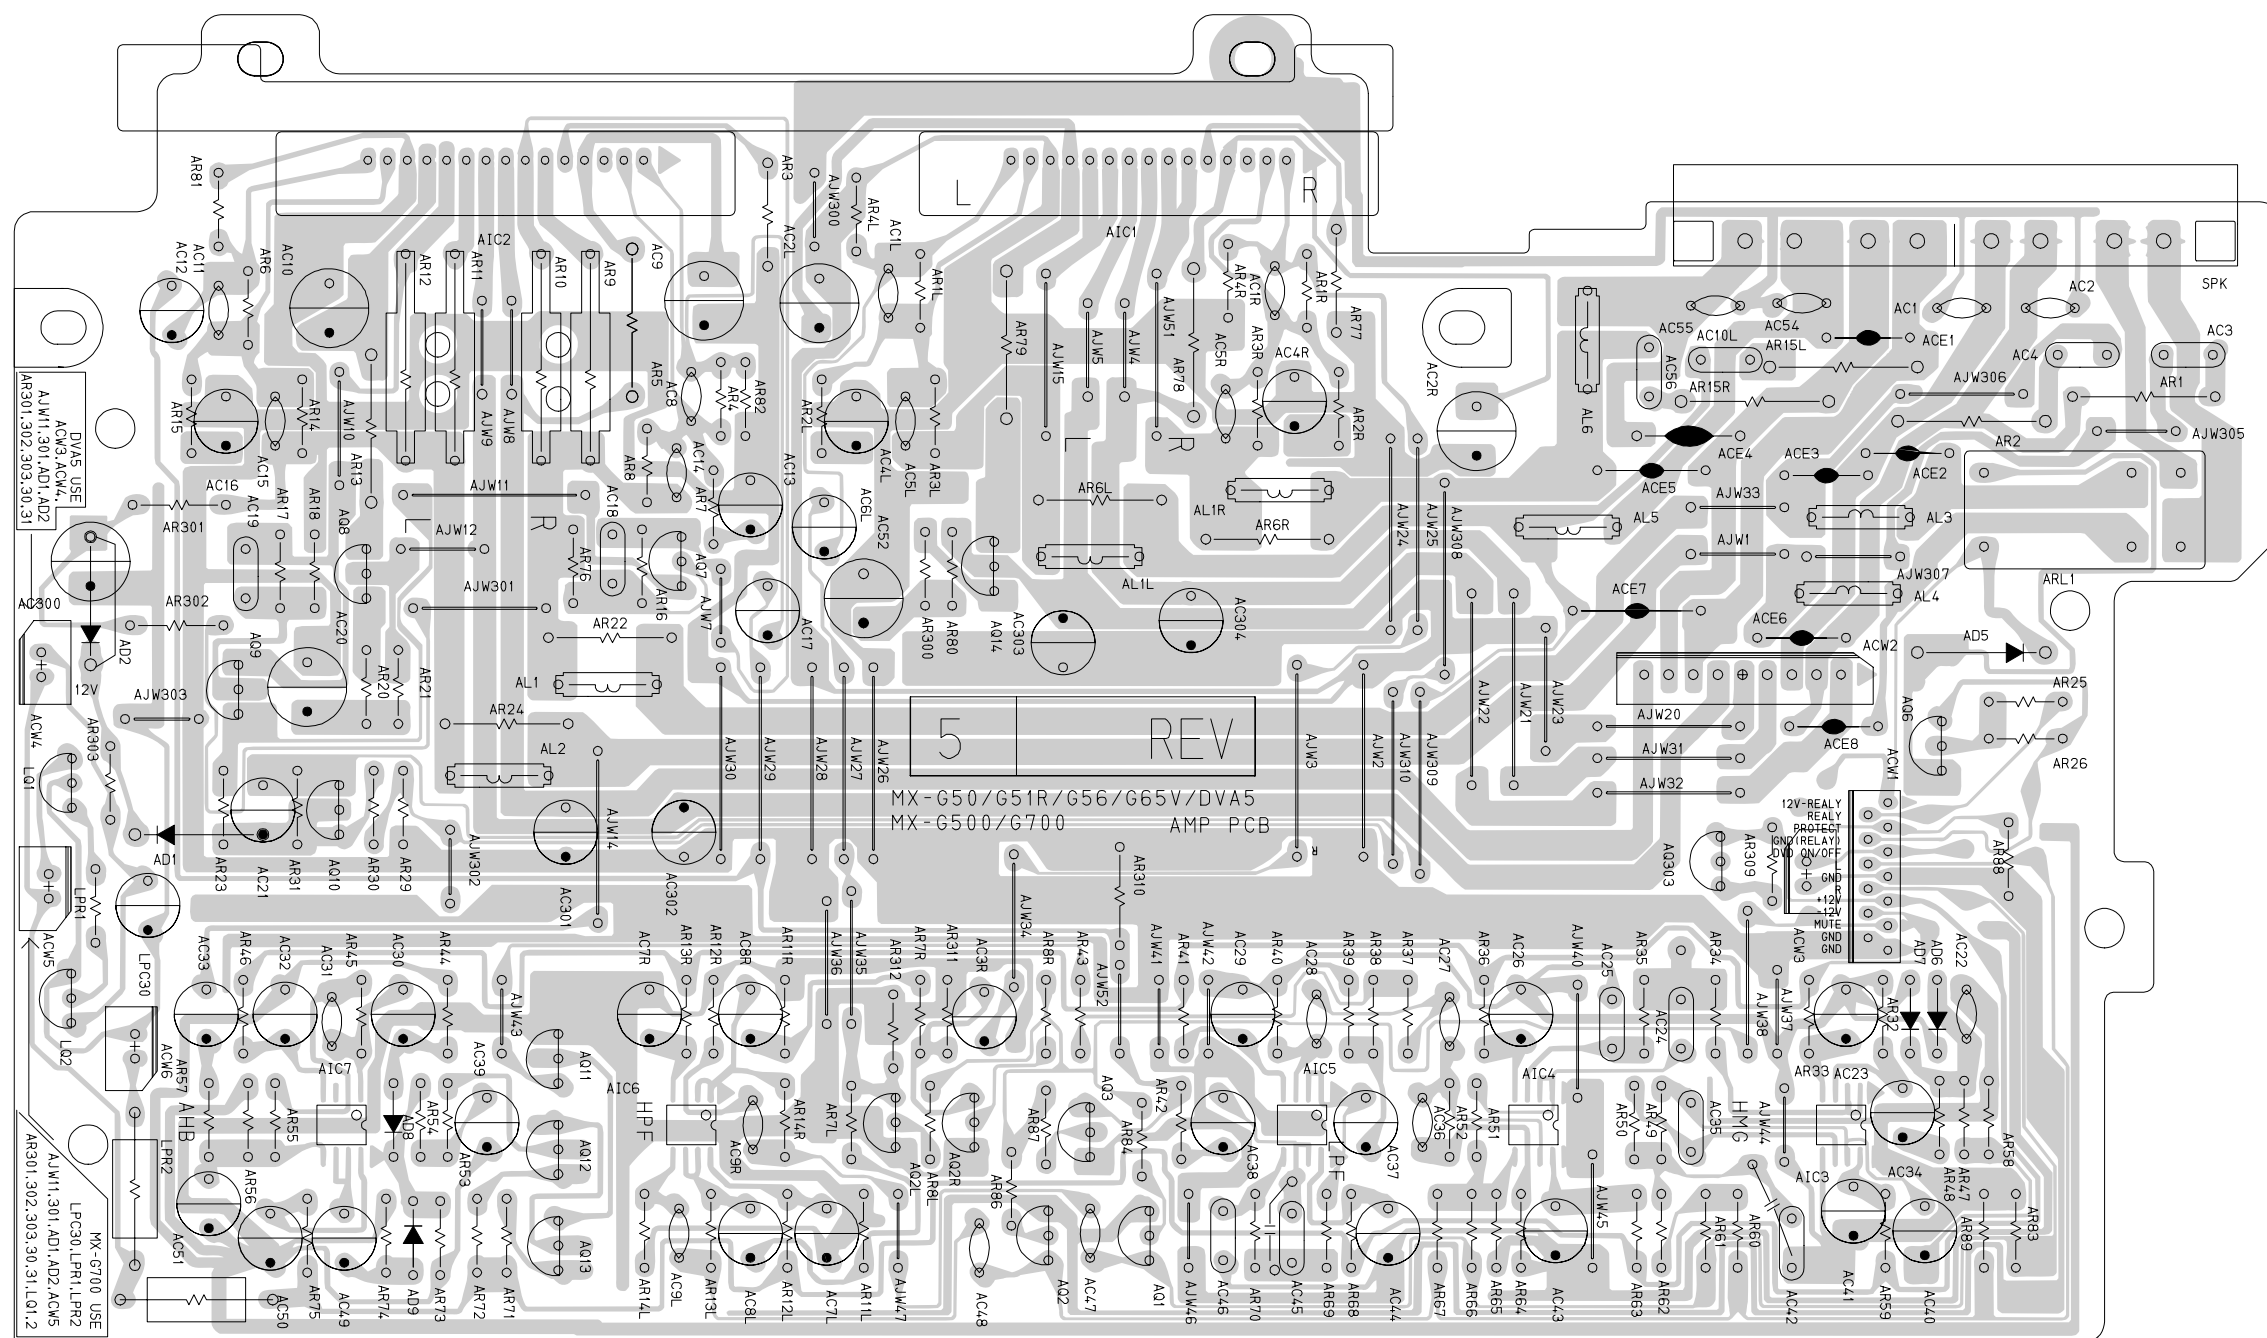 AR81
AR3
AJW300
AR4L
L
R
AC12
AC11
AR6
AC10
AIC2
AC9
AC2L
AC1L
AIC1
AR12
AR11
AR10
AR9
AR1L
AR4R
AC1R
AR1R
AR77
SPK
AR79
AJW15
AJW5
AJW4
AJW51
AR78
AC5R
AR3R
AC4R
AC2R
AC55
AC10L
AC54
AC1
AC2
AR15L
ACE1
AC4
AC3
AC56
AR15R
AJW306
AR1
AL6
ACE4
AR2
AJW305
ACE3
ACE2
ACE5
AR5
AC8
AR4
AR82
AR15
AR14
AJW10
AR13
AJW9
AJW8
AR2L
AC4L
AC5L
AR3L
AR2R
L
R
DVA5 USE
ACW3.ACW4.
AJW11.301.AD1.AD2
AR301.302.303.30.31
AC16
AC15
AR301
AC19
AR17
AR18
AQ8
AJW11
AR8
AC14
AR7
AC13
AC6L
AC52
AR6L
AL1R
AR6R
AJW24
AJW25
AJW308
AL5
AJW33
AL3
AJW1
AJW307
AL4
ARL1
L
AJW12
R
AR76
AC18
AR16
AQ7
AJW7
AL1L
AC300
AR302
AD2
AQ9
AC20
AJW301
AR22
AC17
AR300
AR80
AQ14
AC303
AC304
ACE7
ACE6
ACW2
AD5
12V
AJW303
AR20
AR21
AL1
AR24
AL2
ACW4
LQ1
AR303
5
REV
AJW30
AJW29
AJW28
AJW27
AJW26
AJW3
AJW2
AJW310
AJW309
AJW22
AJW21
AJW23
AJW20
AJW31
AJW32
ACE8
AQ6
AR25
AR26
ACW1
MX-G50/G51R/G56/G65V/DVA5
MX-G500/G700 AMP PCB
12V-REALY
REALY
PROTECT
GND(RELAY)
DVD ON/OFF
L
GND
R
+12V
-12V
MUTE
GND
GND
AD1
AR23
AC21
AR31
AQ10
AR30
AR29
AJW302
AJW14
AC301
AC302
AR310
AQ303
AR309
AR88
LPR1
ACW5
LPC30
LQ2
AJW34
AC33
AR46
AC32
AC31
AR45
AC30
AR44
AJW43
AC7R
AR13R
AR12R
AC8R
AR11R
AJW36
AJW35
AR312
AR7R
AR311
AC3R
AR8R
AR43
AJW52
AJW41
AR41
AJW42
AC29
AR40
AC28
AR39
AR38
AR37
AC27
AR36
AC26
AJW40
AC25
AR35
AC24
AR34
AJW38
AJW37
ACW3
AR32
AD7
AD6
AC22
ACW6
AR57
AHB
AIC7
AC39
AQ11
AIC6
HPF
AQ3
AIC5
AIC4
AR33
AC23
AR55
AD8
AR54
AR53
AQ12
AC9R
AR14R
AR7L
AQ2L
AR8L
AQ2R
AR87
AR84
AR42
AC38
LPF
AC37
AC36
AR52
AR51
AR50
AR49
AC35
HMG
AJW44
AIC3
AC34
AR48
AR47
AR58
LPR2
AR56
AR86
AC51
AC50
AR75
AC49
AR74
AD9
AR73
AR72
AR71
AQ13
AR14L
AC9L
AR13L
AC8L
AR12L
AC7L
AR11L
AJW47
AC48
AQ2
AC47
AQ1
AJW46
AC46
AR70
AC45
AR69
AR68
AC44
AR67
AR66
AR65
AR64
AC43
AJW45
AR63
AR62
AR61
AR60
AC42
AC41
AR59
AC40
AR89
AR83
MX-G700 USE
LPC30.LPR1.LPR2
AJW11.301.AD1.AD2.ACW5
AR301.302.303.30.31.LQ1.2